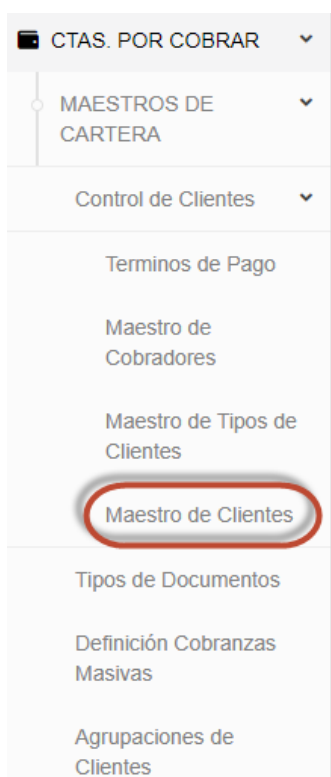 CTAS. POR COBRAR
MAESTROS DE
CARTERA
Control de Clientes
Terminos de Pago
Maestro de
Cobradores
Maestro de Tipos de
Clientes
Maestro de Clientes
Tipos de Documentos
Definición Cobranzas
Masivas
Agrupaciones de
Clientes